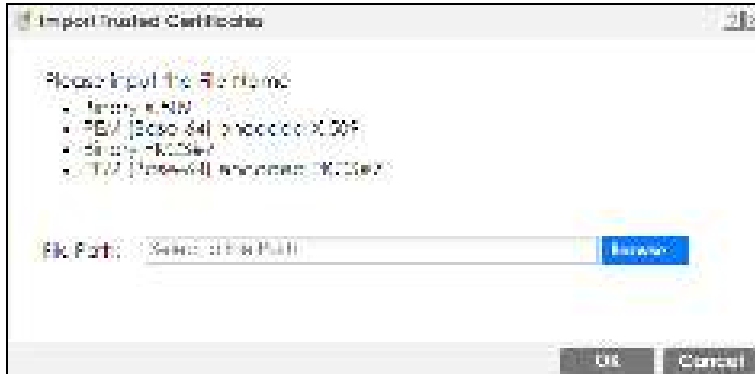 Import Trusted Certificates
Please input the File Name
• Binary X.509
• PEM (Base-64) encoded X.509
• Binary PKCS#7
• PEM (Base-64) encoded PKCS#7
File Path: Select a File Path Browse...
OK Cancel